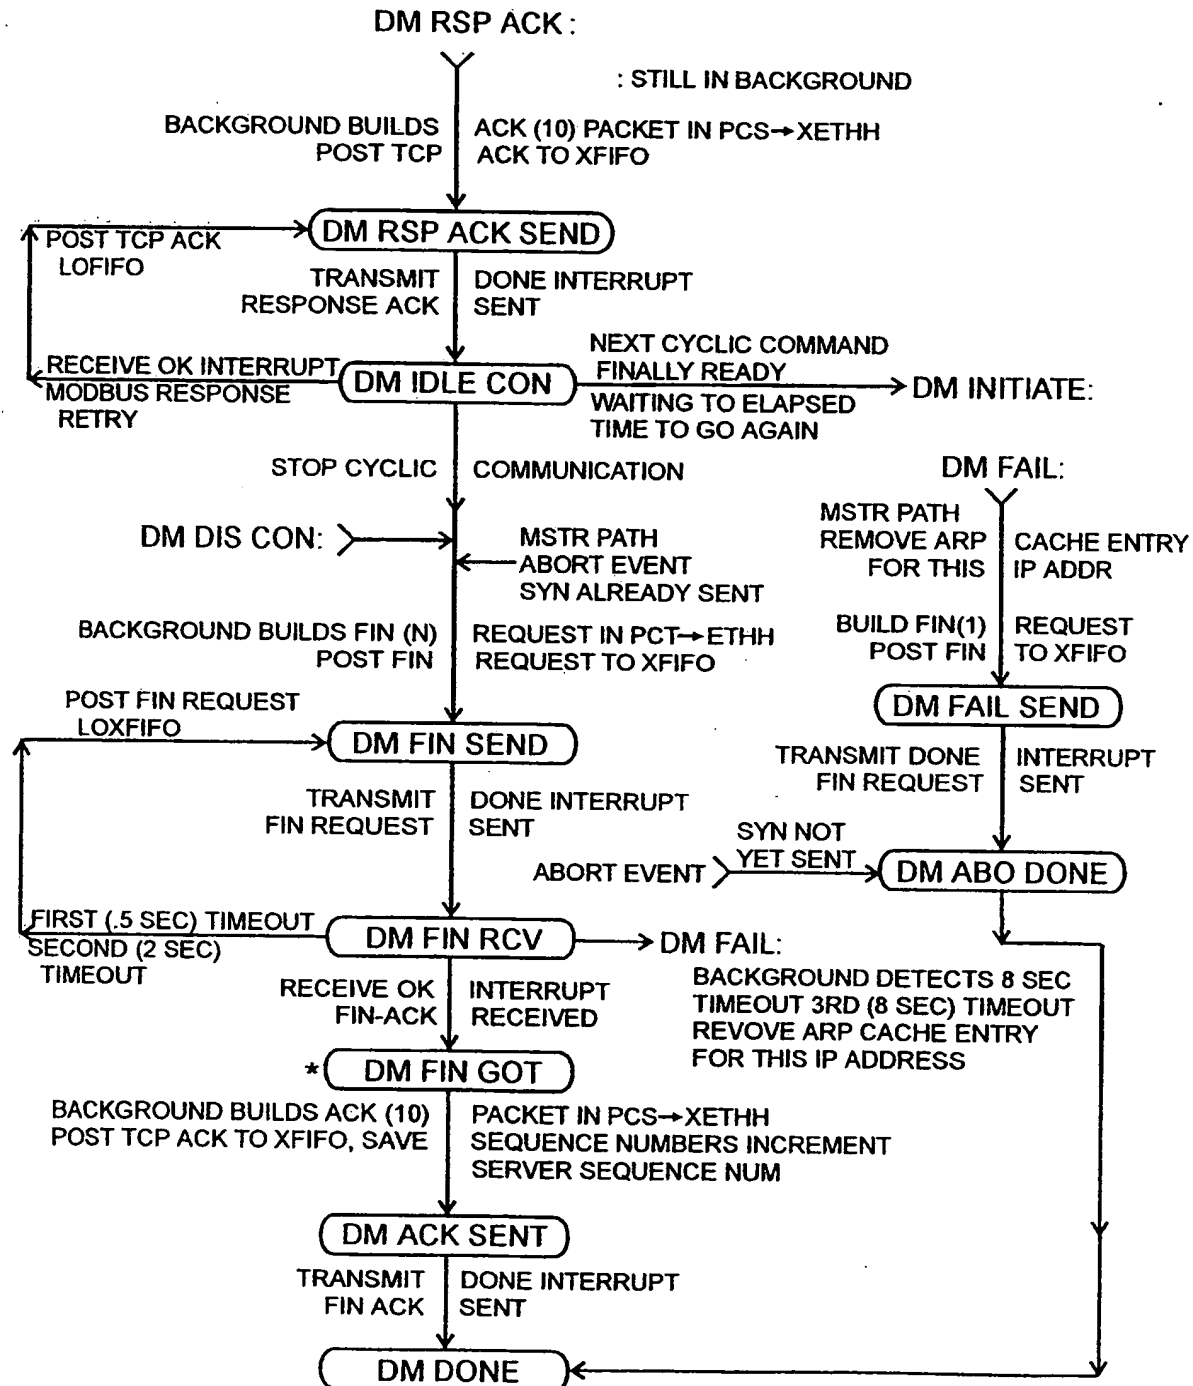 DM RSP ACK:
: STILL IN BACKGROUND
BACKGROUND BUILDS ACK (10) PACKET IN PCS→XETHH
POST TCP ACK TO XFIFO
DM RSP ACK SEND
POST TCP ACK
LOFIFO
TRANSMIT DONE INTERRUPT
RESPONSE ACK SENT
NEXT CYCLIC COMMAND
FINALLY READY
RECEIVE OK INTERRUPT
DM IDLE CON
DM INITIATE:
MODBUS RESPONSE
RETRY
WAITING TO ELAPSED
TIME TO GO AGAIN
STOP CYCLIC COMMUNICATION
DM FAIL:
DM DIS CON:
MSTR PATH
ABORT EVENT
SYN ALREADY SENT
MSTR PATH
REMOVE ARP CACHE ENTRY
FOR THIS IP ADDR
BACKGROUND BUILDS FIN (N) REQUEST IN PCT→ETHH
POST FIN REQUEST TO XFIFO
BUILD FIN(1) REQUEST
POST FIN TO XFIFO
POST FIN REQUEST
LOXFIFO
DM FIN SEND
DM FAIL SEND
TRANSMIT DONE INTERRUPT
FIN REQUEST SENT
TRANSMIT DONE INTERRUPT
FIN REQUEST SENT
SYN NOT
YET SENT
ABORT EVENT
DM ABO DONE
FIRST (.5 SEC) TIMEOUT
SECOND (2 SEC)
TIMEOUT
DM FIN RCV
DM FAIL:
BACKGROUND DETECTS 8 SEC
TIMEOUT 3RD (8 SEC) TIMEOUT
REVOVE ARP CACHE ENTRY
FOR THIS IP ADDRESS
RECEIVE OK INTERRUPT
FIN-ACK RECEIVED
* DM FIN GOT
BACKGROUND BUILDS ACK (10) PACKET IN PCS→XETHH
POST TCP ACK TO XFIFO, SAVE SEQUENCE NUMBERS INCREMENT
SERVER SEQUENCE NUM
DM ACK SENT
TRANSMIT DONE INTERRUPT
FIN ACK SENT
DM DONE